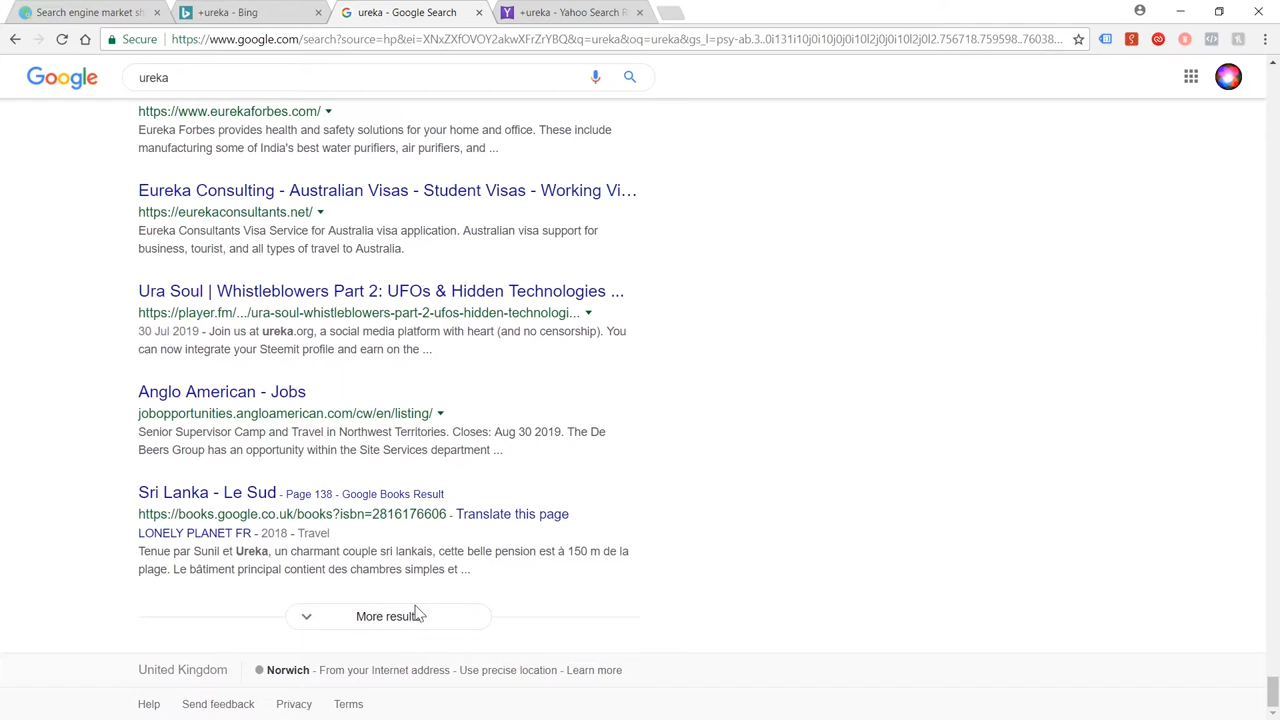 Search engine market sh
+ureka - Bing
ureka - Google Search
+ureka - Yahoo Search R
Secure
https://www.google.com/search?source=hp&ei=XNxZXfOVOY2akwXFrZrYBQ&q=ureka&oq=ureka&gs_l=psy-ab.3..0i131i10j0i10j0i10l2j0j0i10l2j0l2.756718.759598..76038...
Google
ureka
https://www.eurekaforbes.com/
Eureka Forbes provides health and safety solutions for your home and office. These include
manufacturing some of India's best water purifiers, air purifiers, and ...
Eureka Consulting - Australian Visas - Student Visas - Working Vi...
https://eurekaconsultants.net/
Eureka Consultants Visa Service for Australia visa application. Australian visa support for
business, tourist, and all types of travel to Australia.
Ura Soul | Whistleblowers Part 2: UFOs & Hidden Technologies ...
https://player.fm/.../ura-soul-whistleblowers-part-2-ufos-hidden-technologi...
30 Jul 2019 - Join us at ureka.org, a social media platform with heart (and no censorship). You
can now integrate your Steemit profile and earn on the ...
Anglo American - Jobs
jobopportunities.angloamerican.com/cw/en/listing/
Senior Supervisor Camp and Travel in Northwest Territories. Closes: Aug 30 2019. The De
Beers Group has an opportunity within the Site Services department ...
Sri Lanka - Le Sud - Page 138 - Google Books Result
https://books.google.co.uk/books?isbn=2816176606 - Translate this page
LONELY PLANET FR - 2018 - Travel
Tenue par Sunil et Ureka, un charmant couple sri lankais, cette belle pension est à 150 m de la
plage. Le bâtiment principal contient des chambres simples et ...
More results
United Kingdom
Norwich - From your Internet address - Use precise location - Learn more
Help
Send feedback
Privacy
Terms